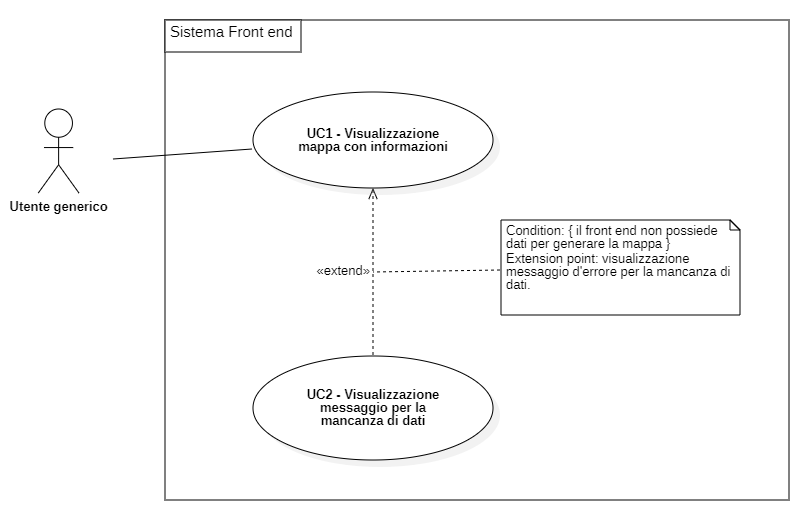 Sistema Front end
UC1 - Visualizzazione
mappa con informazioni
Utente generico
Condition: { il front end non possiede
dati per generare la mappa }
Extension point: visualizzazione
messaggio d'errore per la mancanza di
dati.
«extend»
UC2 - Visualizzazione
messaggio per la
mancanza di dati